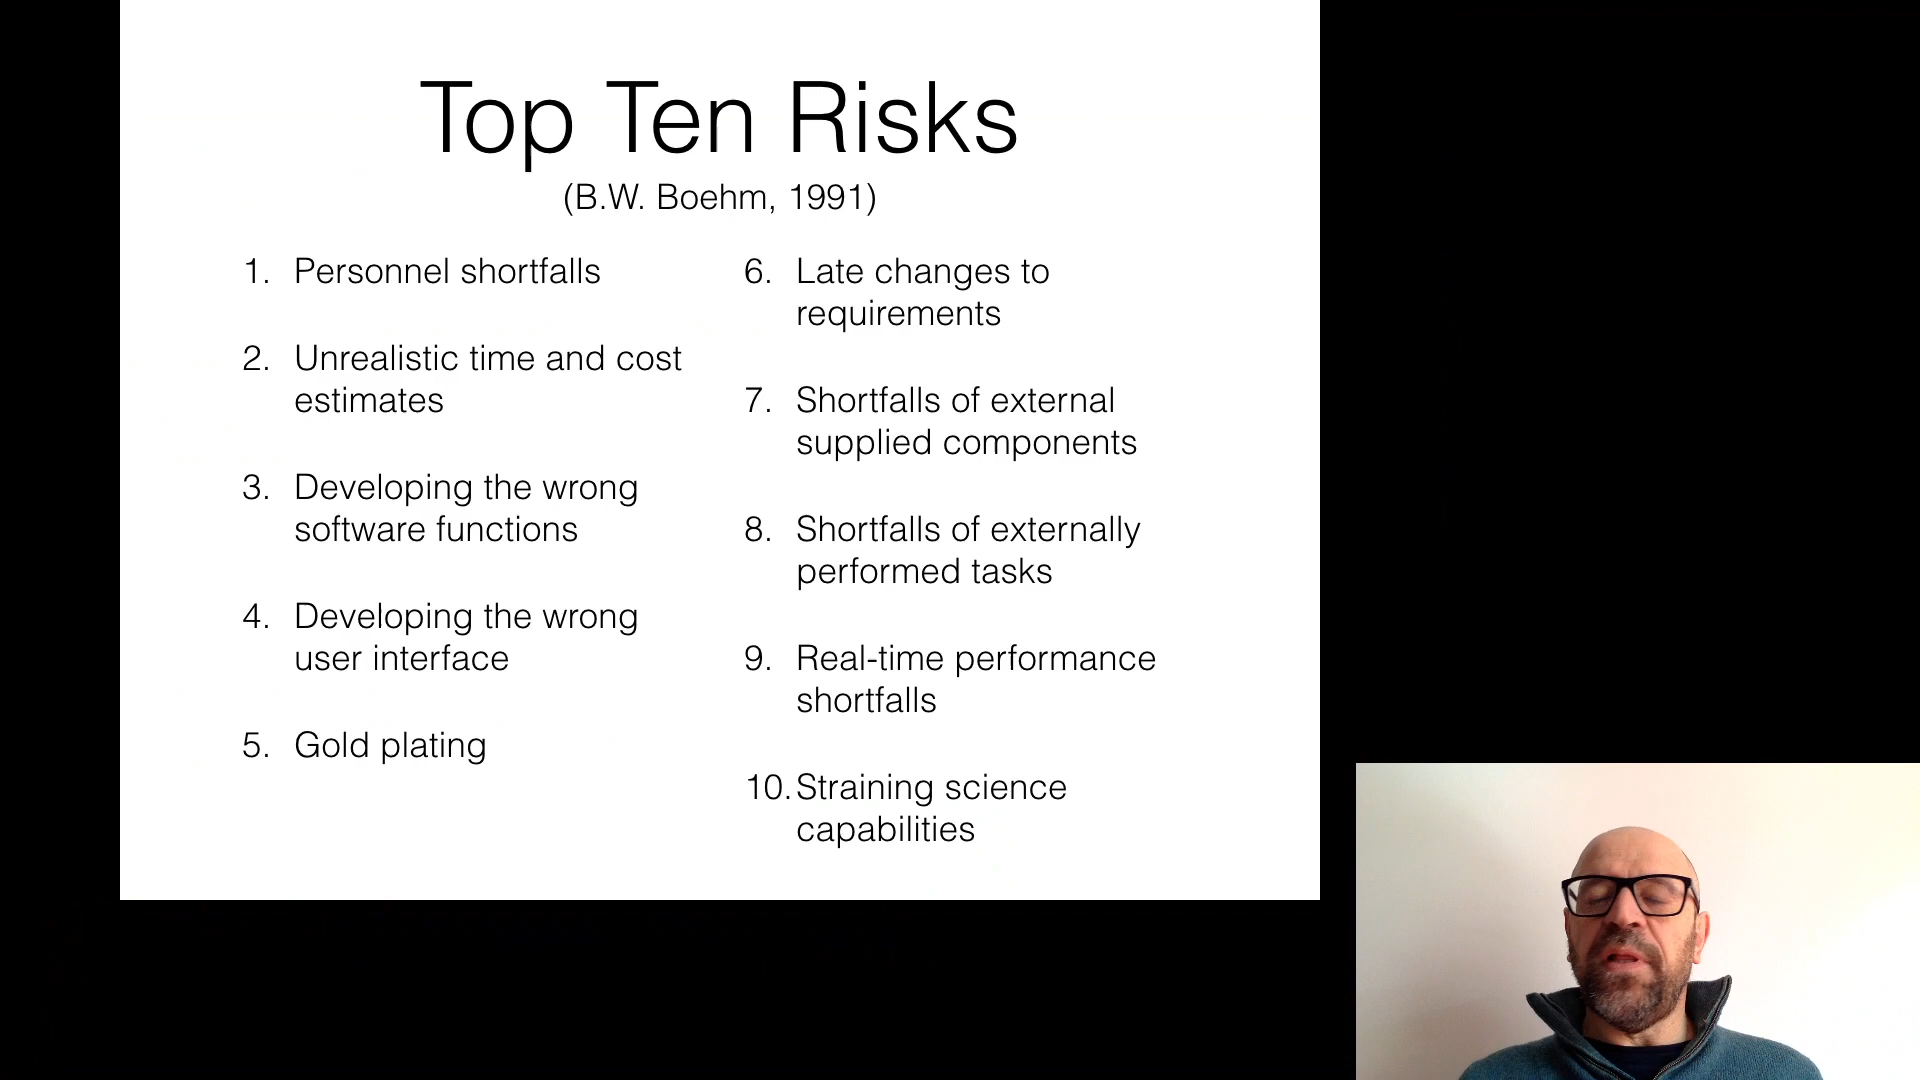 Top Ten Risks
(B.W. Boehm, 1991)
1. Personnel shortfalls
2. Unrealistic time and cost
estimates
3. Developing the wrong
software functions
4. Developing the wrong
user interface
5. Gold plating
6. Late changes to
requirements
7. Shortfalls of external
supplied components
8. Shortfalls of externally
performed tasks
9. Real-time performance
shortfalls
10. Straining science
capabilities